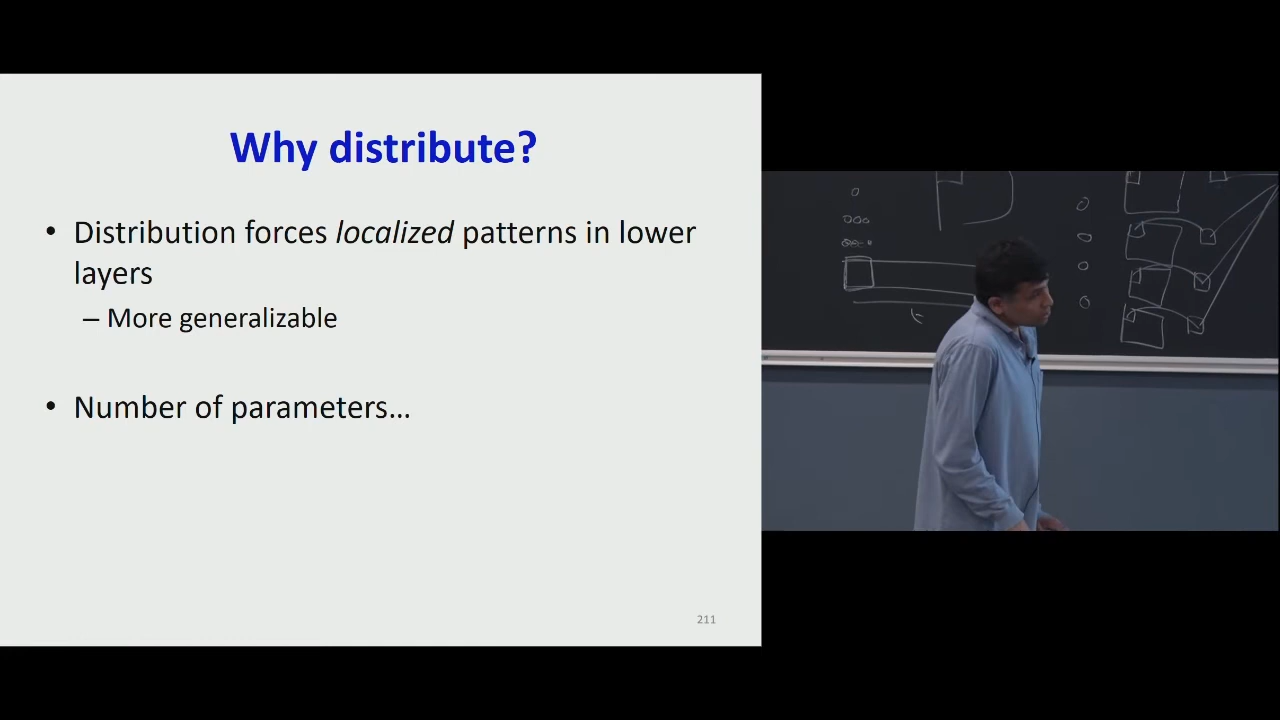 Why distribute?
• Distribution forces localized patterns in lower
layers
– More generalizable
• Number of parameters…
211